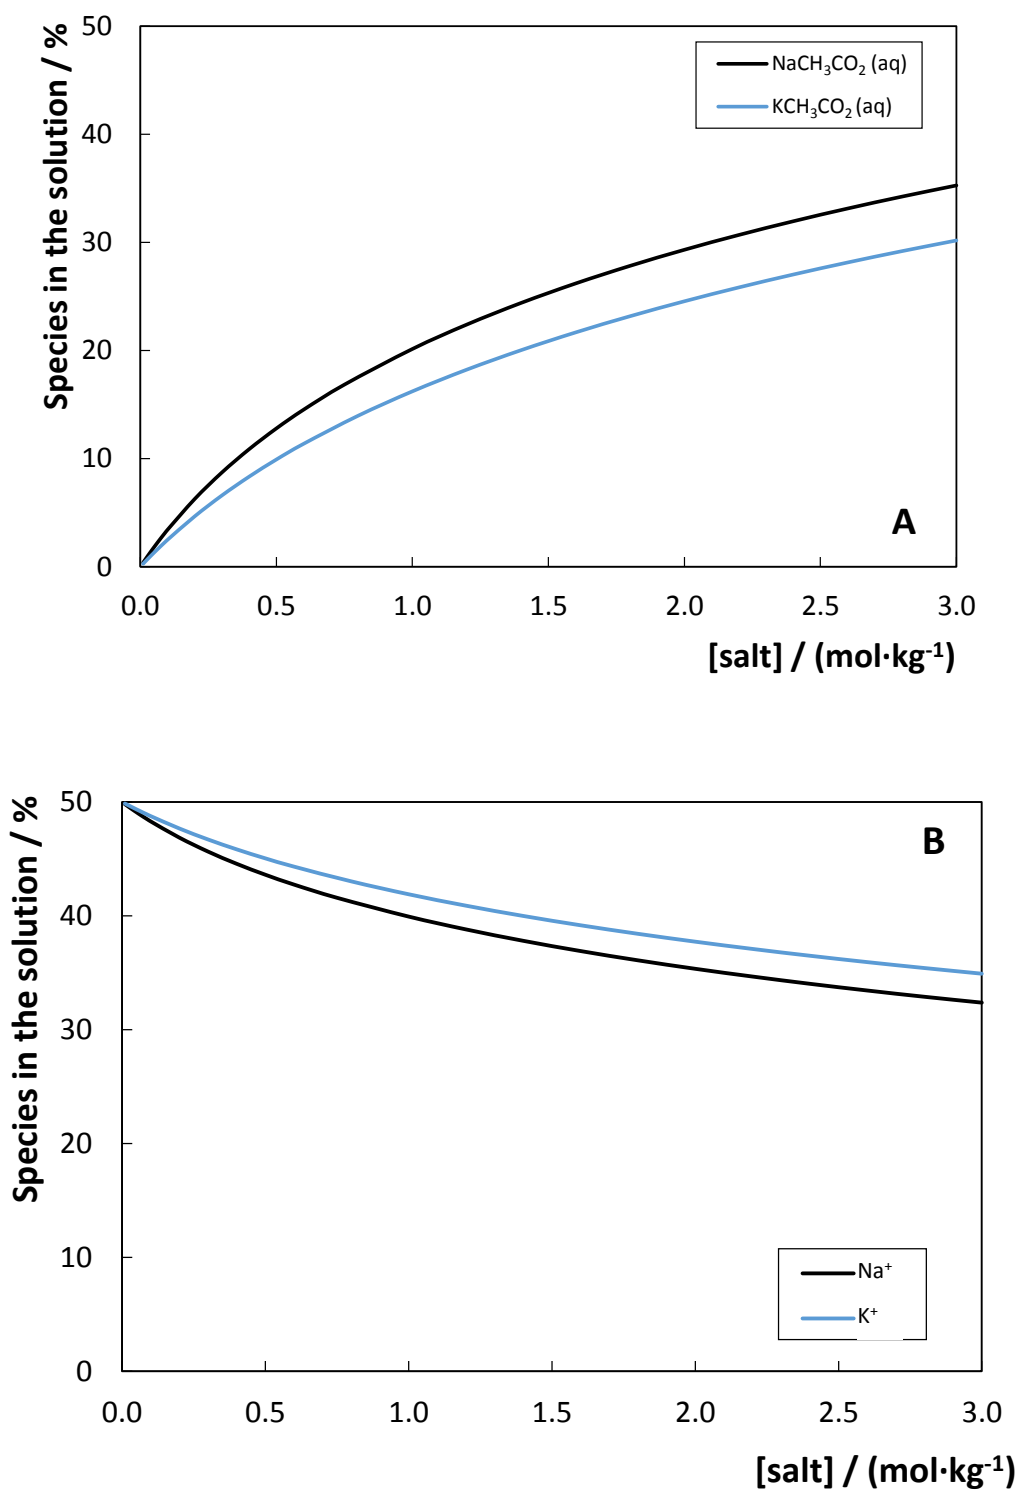 Species in the solution / %
50
40
30
20
10
0
NaCH₃CO₂ (aq)
KCH₃CO₂ (aq)
A
0.0 0.5 1.0 1.5 2.0 2.5 3.0
[salt] / (mol·kg⁻¹)
Species in the solution / %
50
40
30
20
10
0
B
Na⁺
K⁺
0.0 0.5 1.0 1.5 2.0 2.5 3.0
[salt] / (mol·kg⁻¹)